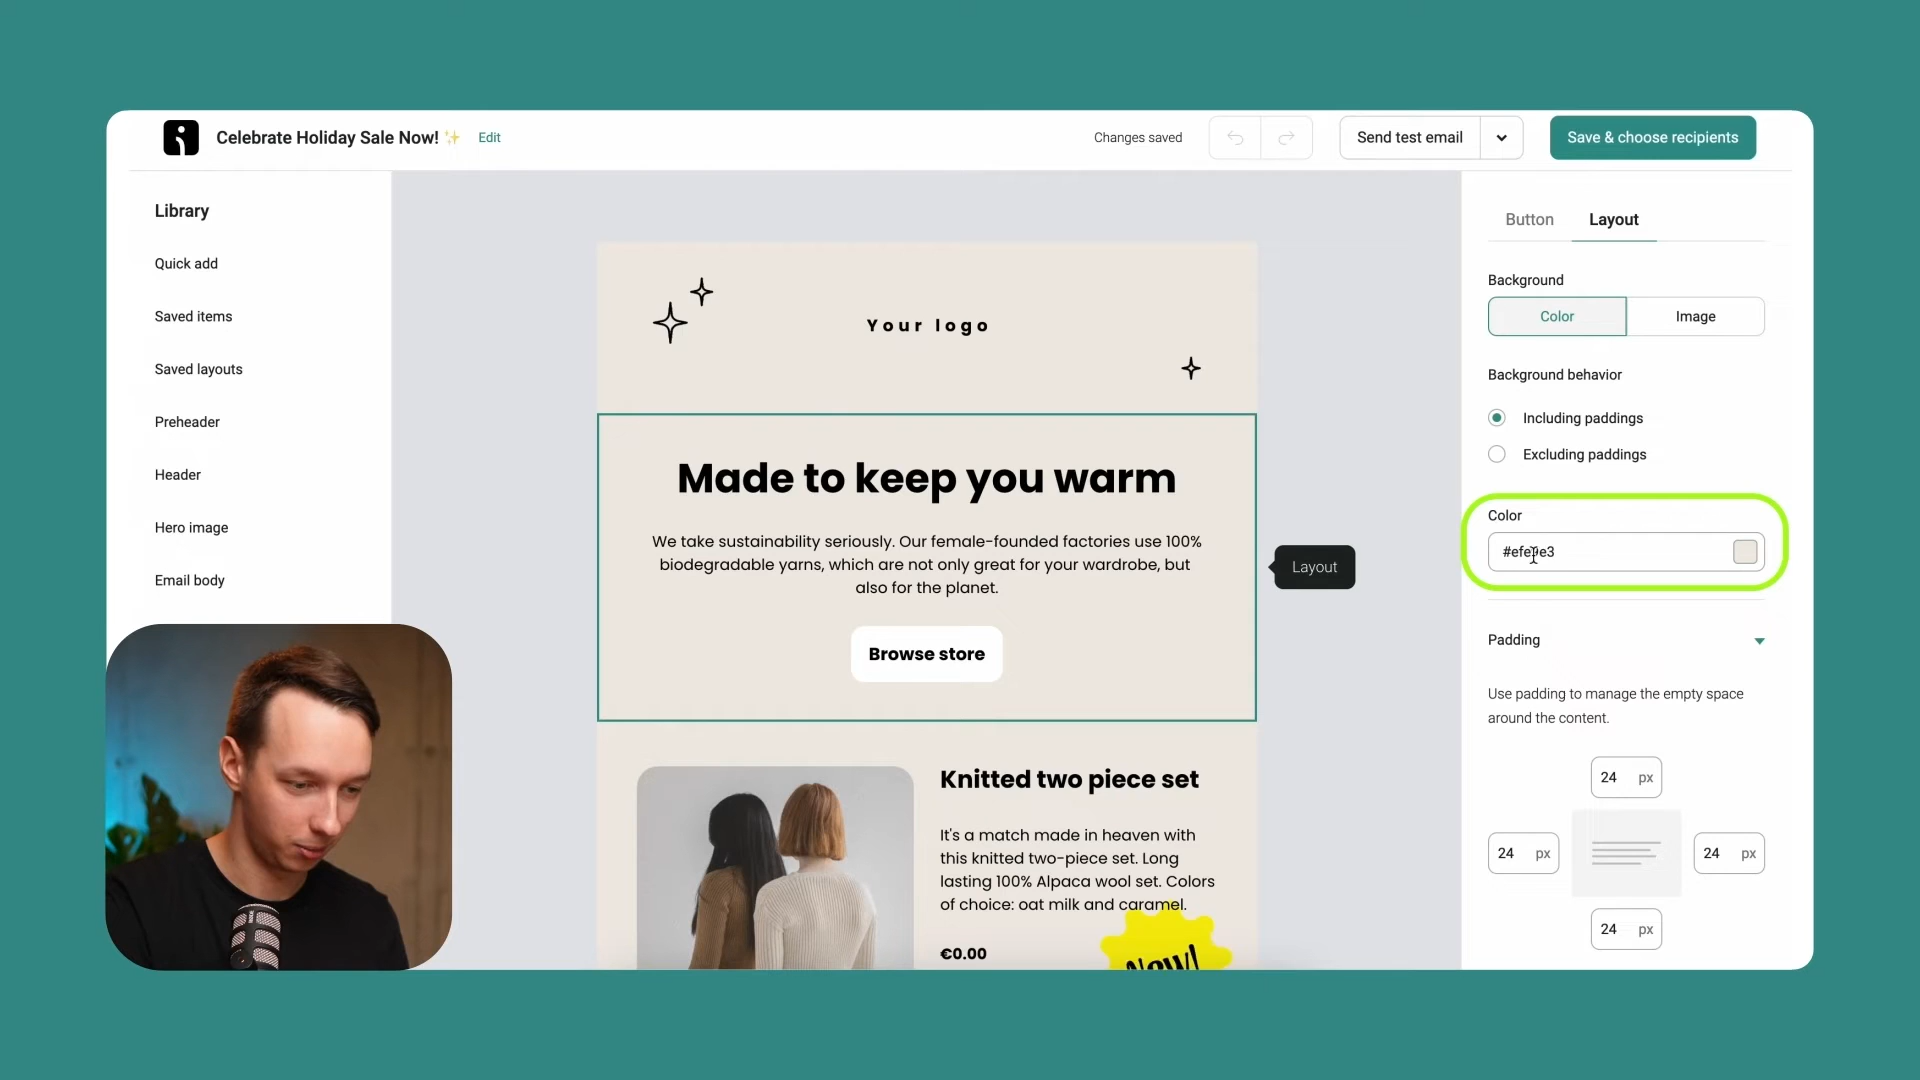 Celebrate Holiday Sale Now! ✨ Edit
Changes saved
Send test email
Save & choose recipients
Library
Quick add
Saved items
Saved layouts
Preheader
Header
Hero image
Email body
Your logo
Made to keep you warm
We take sustainability seriously. Our female-founded factories use 100%
biodegradable yarns, which are not only great for your wardrobe, but
also for the planet.
Browse store
Layout
Knitted two piece set
It's a match made in heaven with
this knitted two-piece set. Long
lasting 100% Alpaca wool set. Colors
of choice: oat milk and caramel.
€0.00
Now!
Button Layout
Background
Color Image
Background behavior
Including paddings
Excluding paddings
Color
Padding
Use padding to manage the empty space
around the content.
24 px
24 px
24 px
24 px